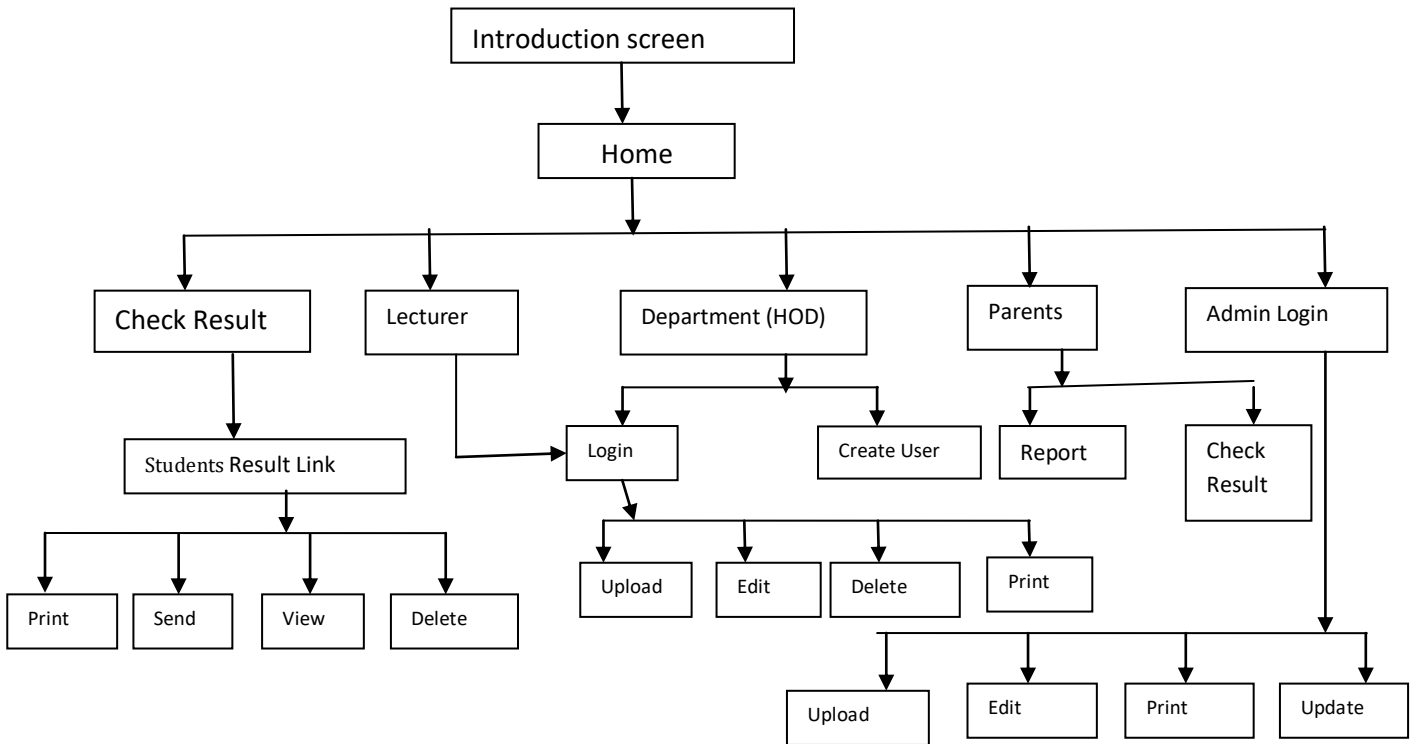 Introduction screen
Home
Check Result
Lecturer
Department (HOD)
Parents
Admin Login
Students Result Link
Login
Create User
Report
Check
Result
Print
Send
View
Delete
Upload
Edit
Delete
Print
Upload
Edit
Print
Update